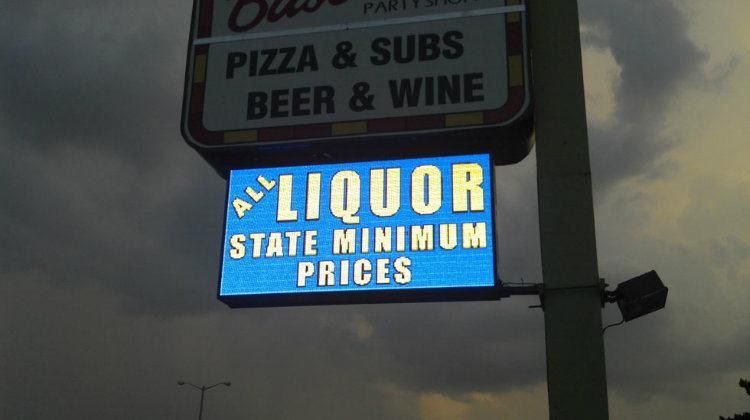 PARTY SHOP
PIZZA & SUBS
BEER & WINE
ALL LIQUOR
STATE MINIMUM
PRICES